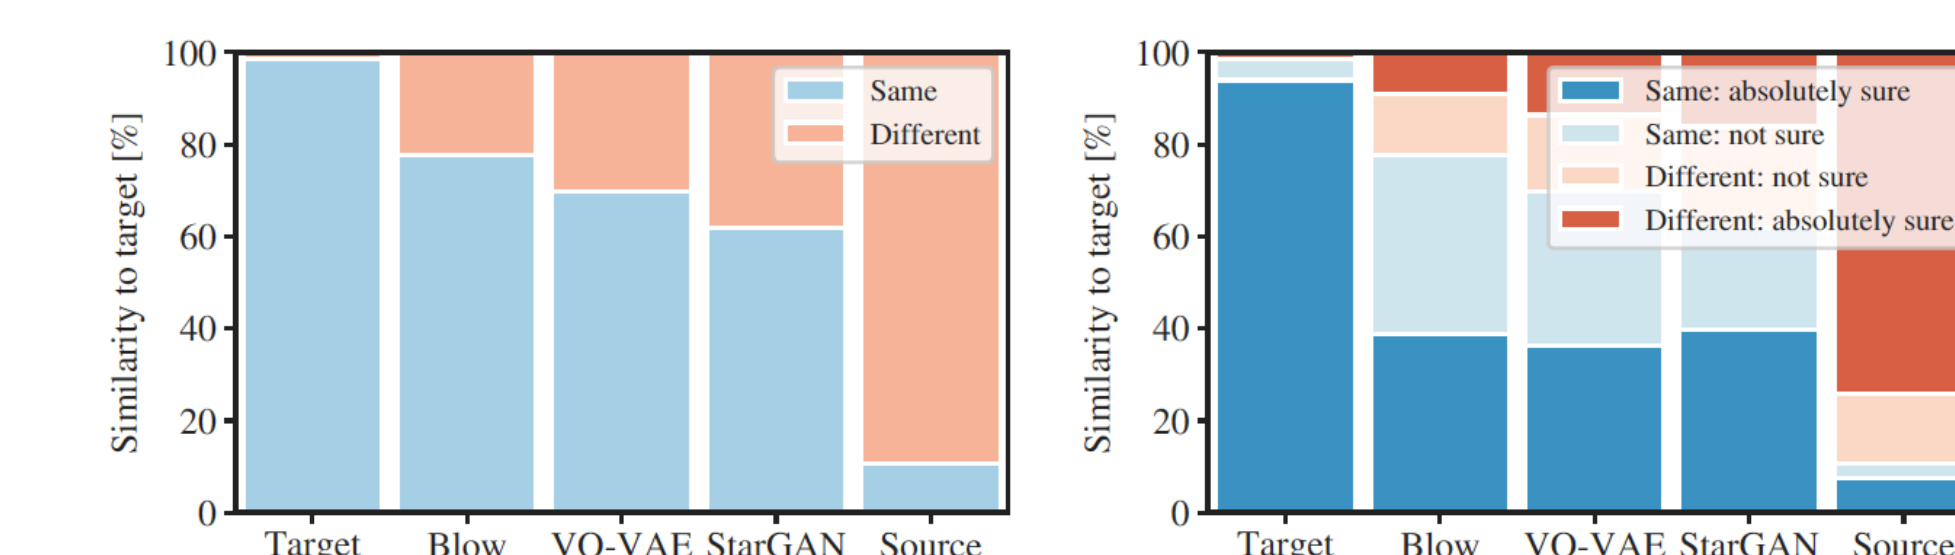 Similarity to target [%]
100
80
60
40
20
0
Same
Different
Target Blow VQ-VAE StarGAN Source
Similarity to target [%]
100
80
60
40
20
0
Same: absolutely sure
Same: not sure
Different: not sure
Different: absolutely sure
Target Blow VQ-VAE StarGAN Source